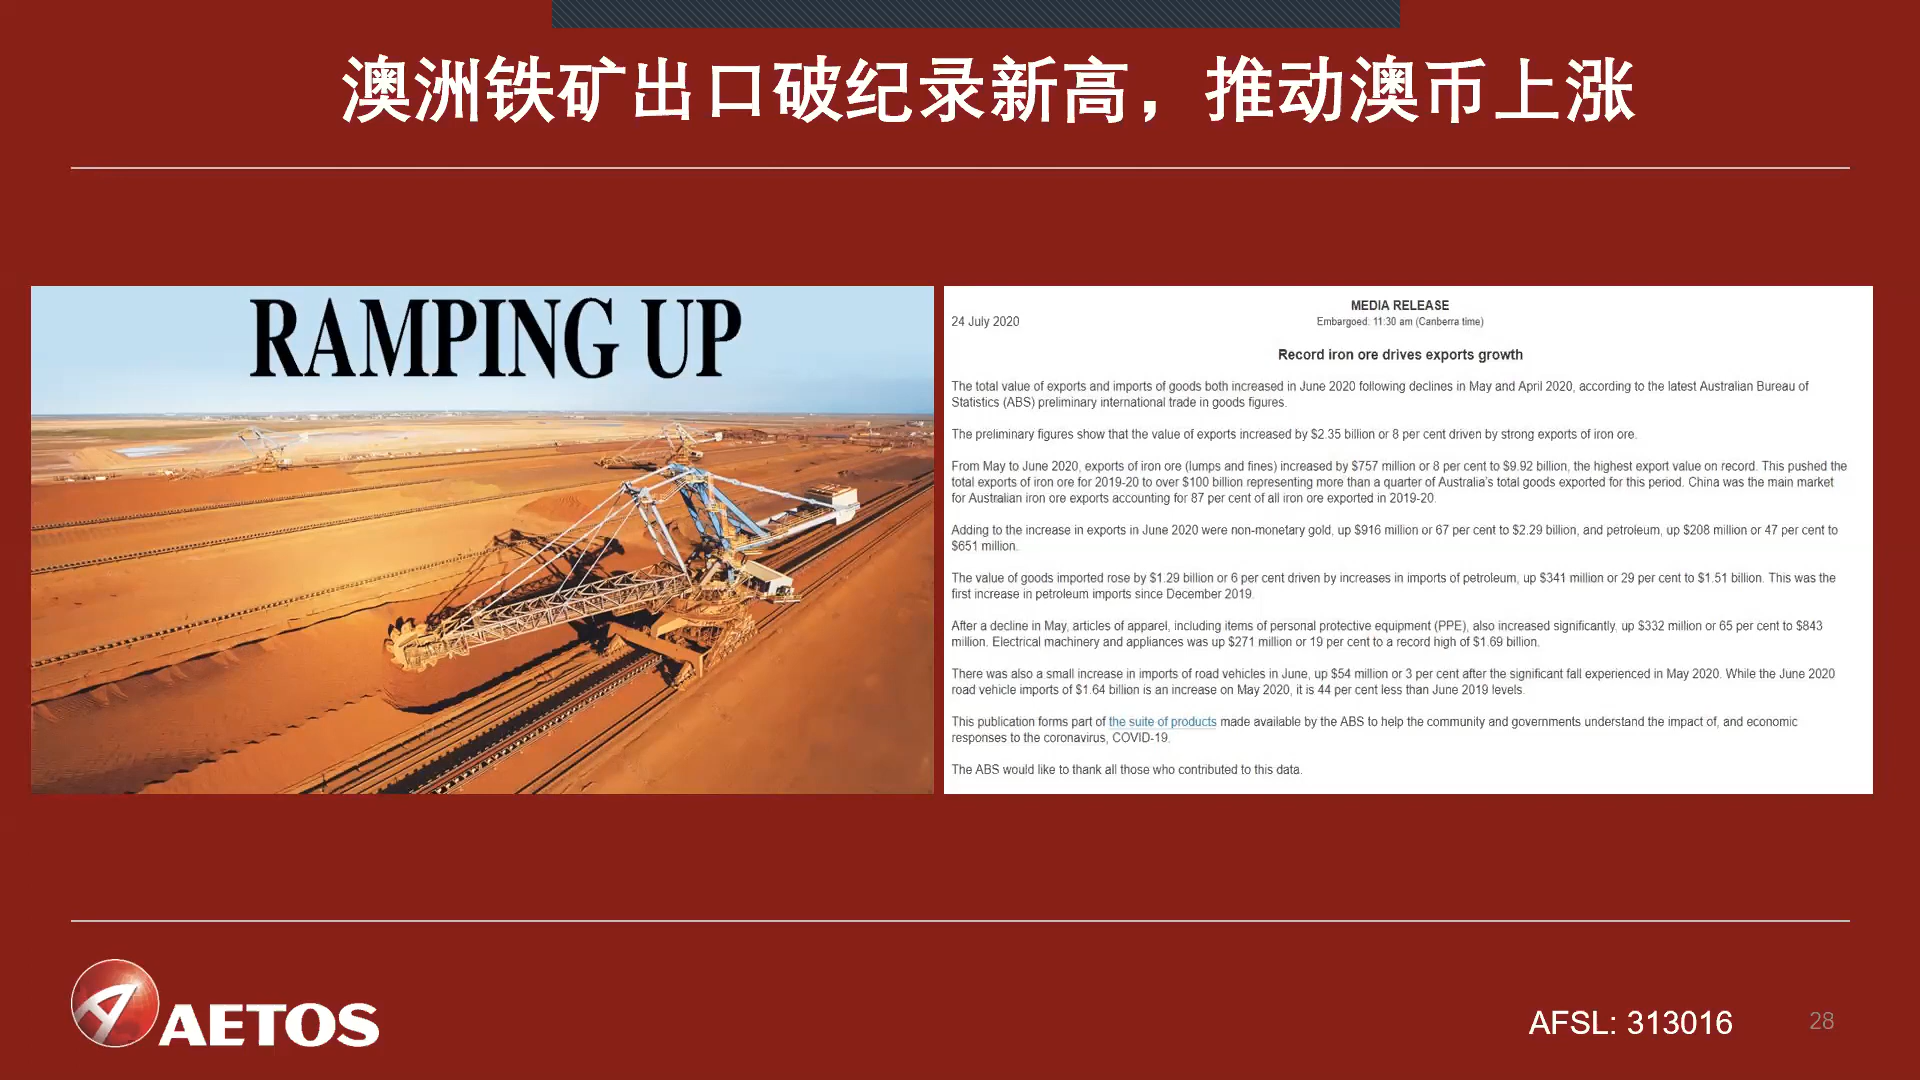 澳洲铁矿出口破纪录新高，推动澳币上涨
RAMPING UP
MEDIA RELEASE
24 July 2020
Embargoed: 11:30 am (Canberra time)
Record iron ore drives exports growth
The total value of exports and imports of goods both increased in June 2020 following declines in May and April 2020, according to the latest Australian Bureau of
Statistics (ABS) preliminary international trade in goods figures.
The preliminary figures show that the value of exports increased by $2.35 billion or 8 per cent driven by strong exports of iron ore.
From May to June 2020, exports of iron ore (lumps and fines) increased by $757 million or 8 per cent to $9.92 billion, the highest export value on record. This pushed the
total exports of iron ore for 2019-20 to over $100 billion representing more than a quarter of Australia's total goods exported for this period. China was the main market
for Australian iron ore exports accounting for 87 per cent of all iron ore exported in 2019-20.
Adding to the increase in exports in June 2020 were non-monetary gold, up $916 million or 67 per cent to $2.29 billion, and petroleum, up $208 million or 47 per cent to
$651 million.
The value of goods imported rose by $1.29 billion or 6 per cent driven by increases in imports of petroleum, up $341 million or 29 per cent to $1.51 billion. This was the
first increase in petroleum imports since December 2019.
After a decline in May, articles of apparel, including items of personal protective equipment (PPE), also increased significantly, up $332 million or 65 per cent to $843
million. Electrical machinery and appliances was up $271 million or 19 per cent to a record high of $1.69 billion.
There was also a small increase in imports of road vehicles in June, up $54 million or 3 per cent after the significant fall experienced in May 2020. While the June 2020
road vehicle imports of $1.64 billion is an increase on May 2020, it is 44 per cent less than June 2019 levels.
This publication forms part of the suite of products made available by the ABS to help the community and governments understand the impact of, and economic
responses to the coronavirus, COVID-19.
The ABS would like to thank all those who contributed to this data.
AETOS
AFSL: 313016
28